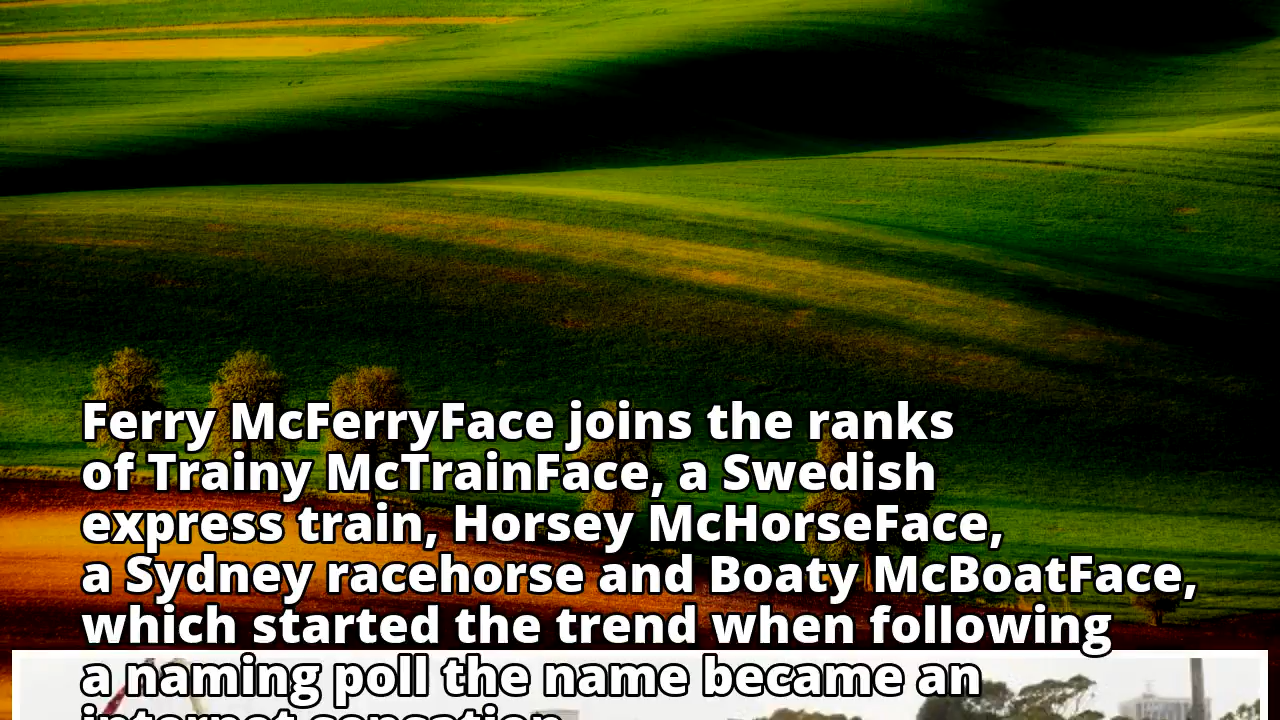 Ferry McFerryFace joins the ranks
of Trainy McTrainFace, a Swedish
express train, Horsey McHorseFace,
a Sydney racehorse and Boaty McBoatFace,
which started the trend when following
a naming poll the name became an
internet sensation